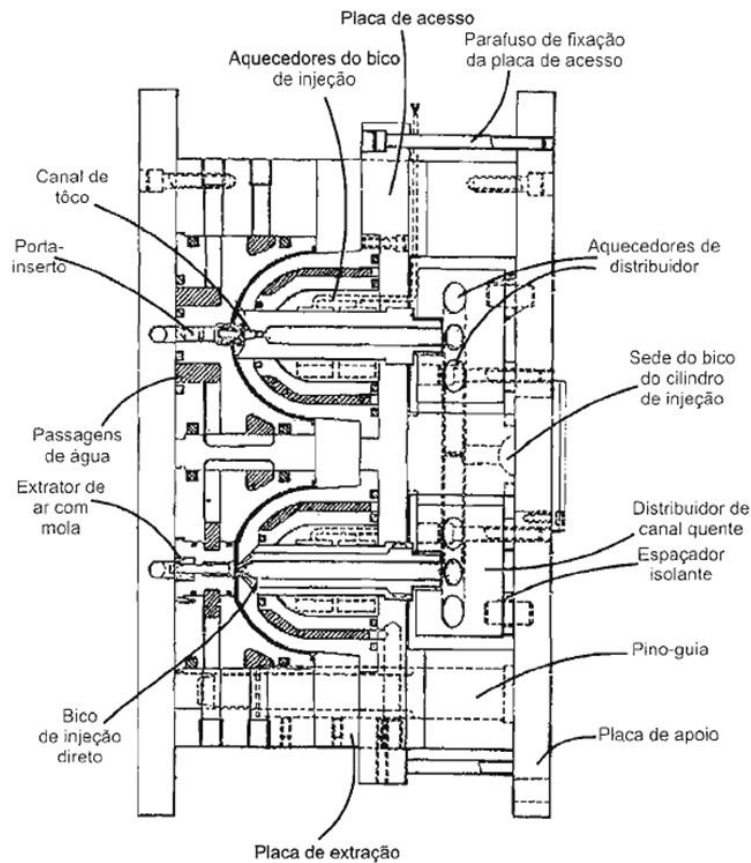 Placa de acesso
Parafuso de fixação
da placa de acesso
Aquecedores do bico
de injeção
Canal de
tôco
Porta-
inserto
Aquecedores de
distribuidor
Sede do bico
do cilindro
de injeção
Passagens
de água
Extrator de
ar com
mola
Distribuidor de
canal quente
Espaçador
isolante
Pino-guia
Bico
de injeção
direto
Placa de apoio
Placa de extração